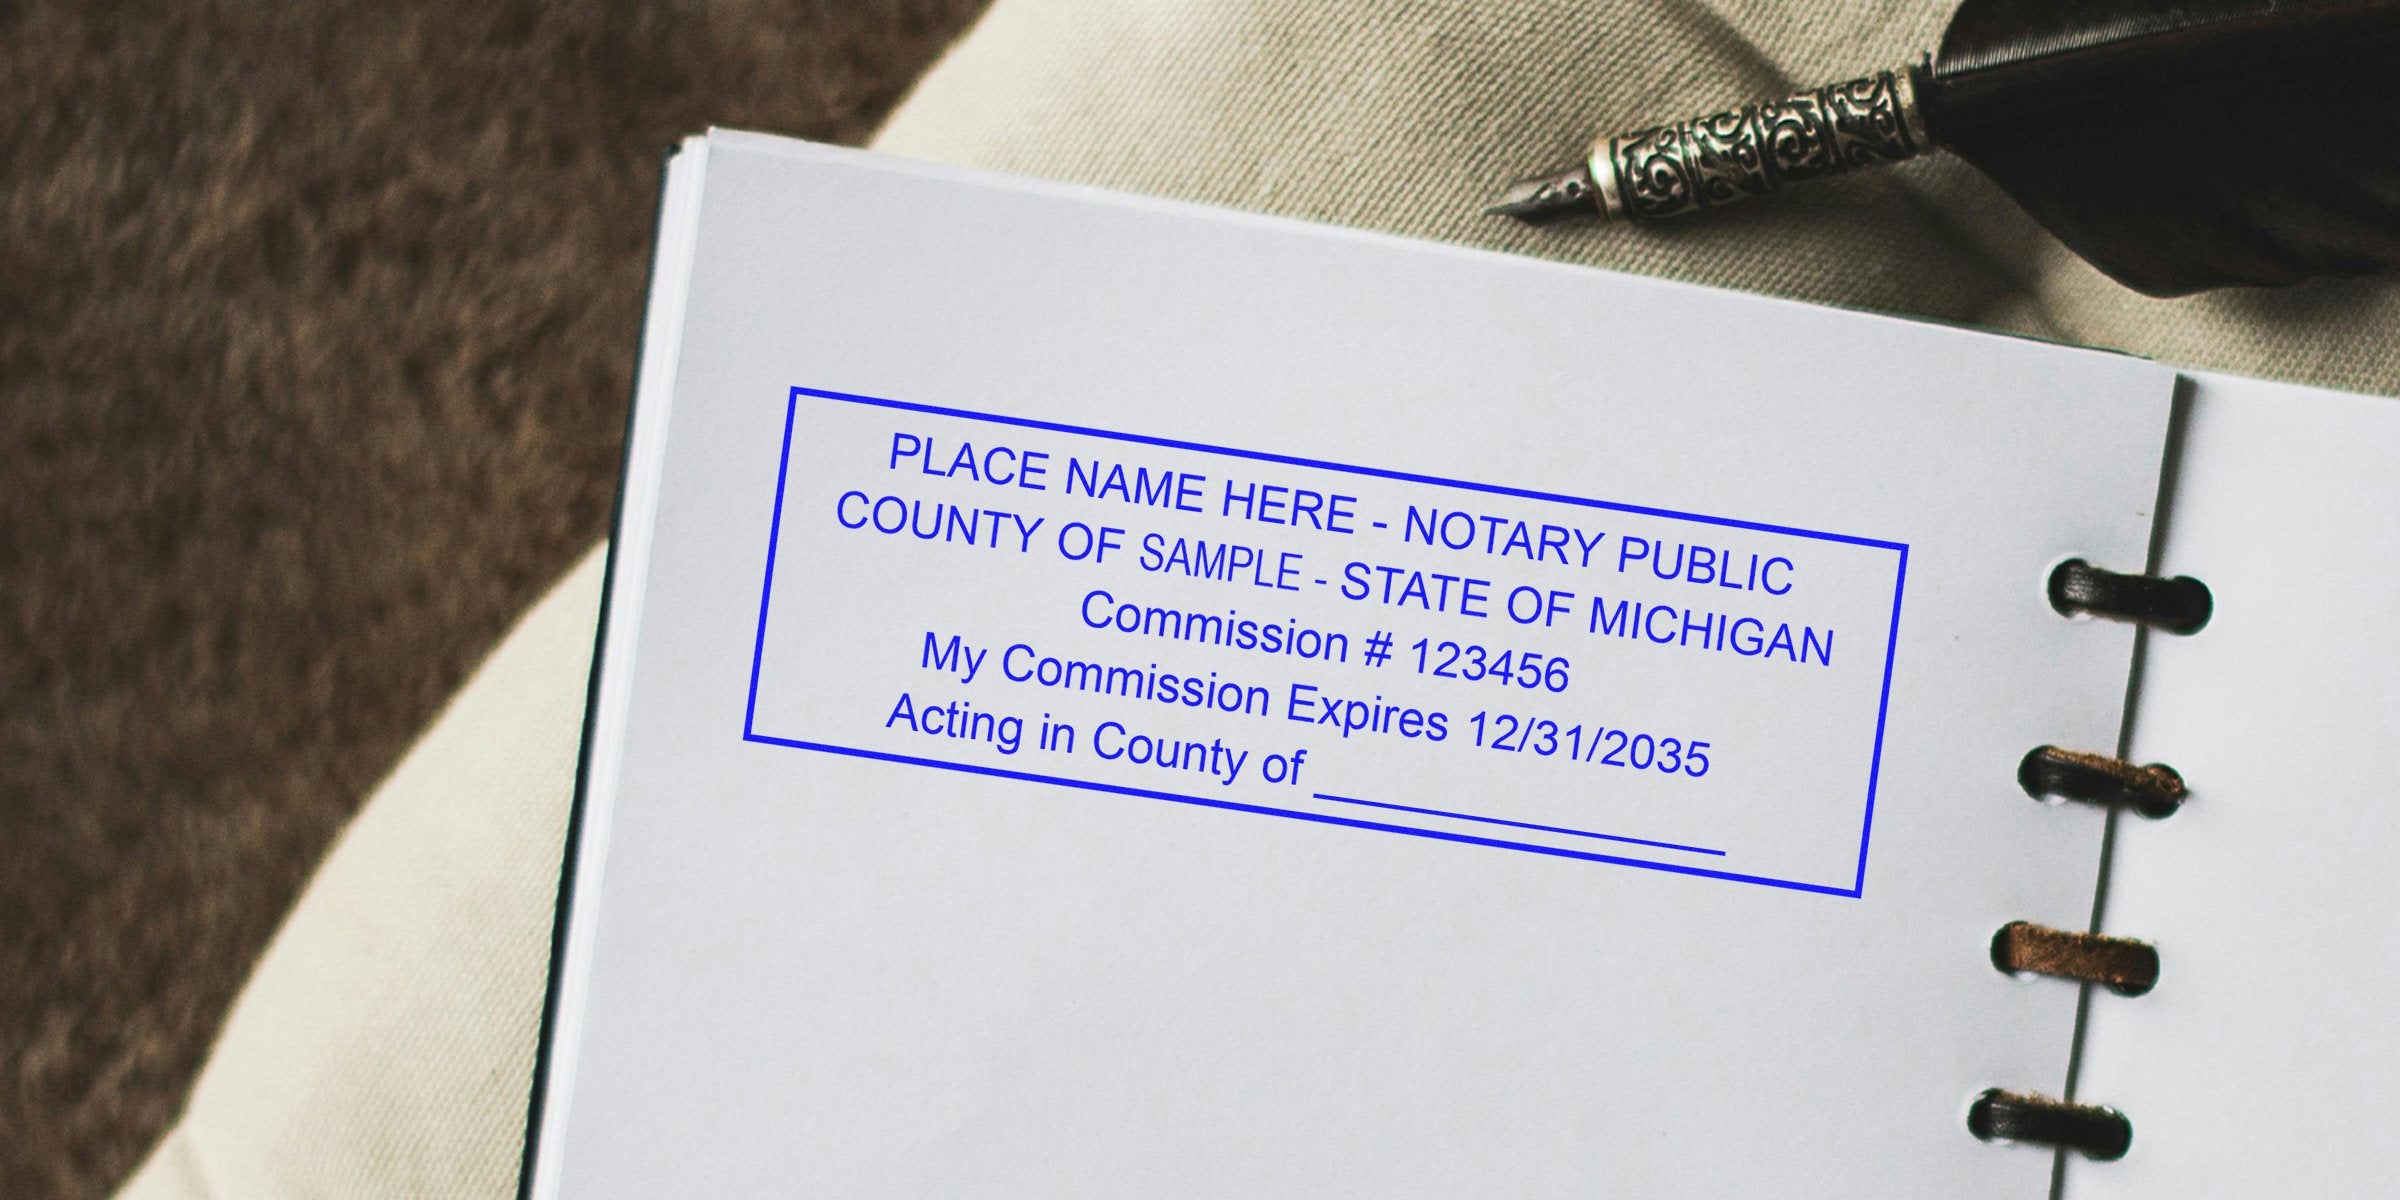 PLACE NAME HERE - NOTARY PUBLIC
COUNTY OF SAMPLE - STATE OF MICHIGAN
Commission # 123456
My Commission Expires 12/31/2035
Acting in County of ______________